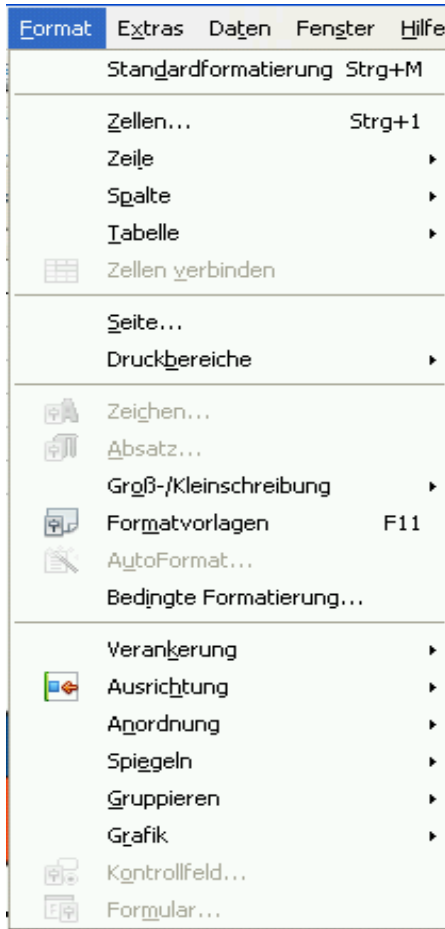 Format Extras Daten Fenster Hilfe
Standardformatierung Strg+M
Zellen... Strg+1
Zeile
Spalte
Tabelle
Zellen verbinden
Seite...
Druckbereiche
Zeichen...
Absatz...
Groß-/Kleinschreibung
Formatvorlagen F11
AutoFormat...
Bedingte Formatierung...
Verankerung
Ausrichtung
Anordnung
Spiegeln
Gruppieren
Grafik
Kontrollfeld...
Formular...